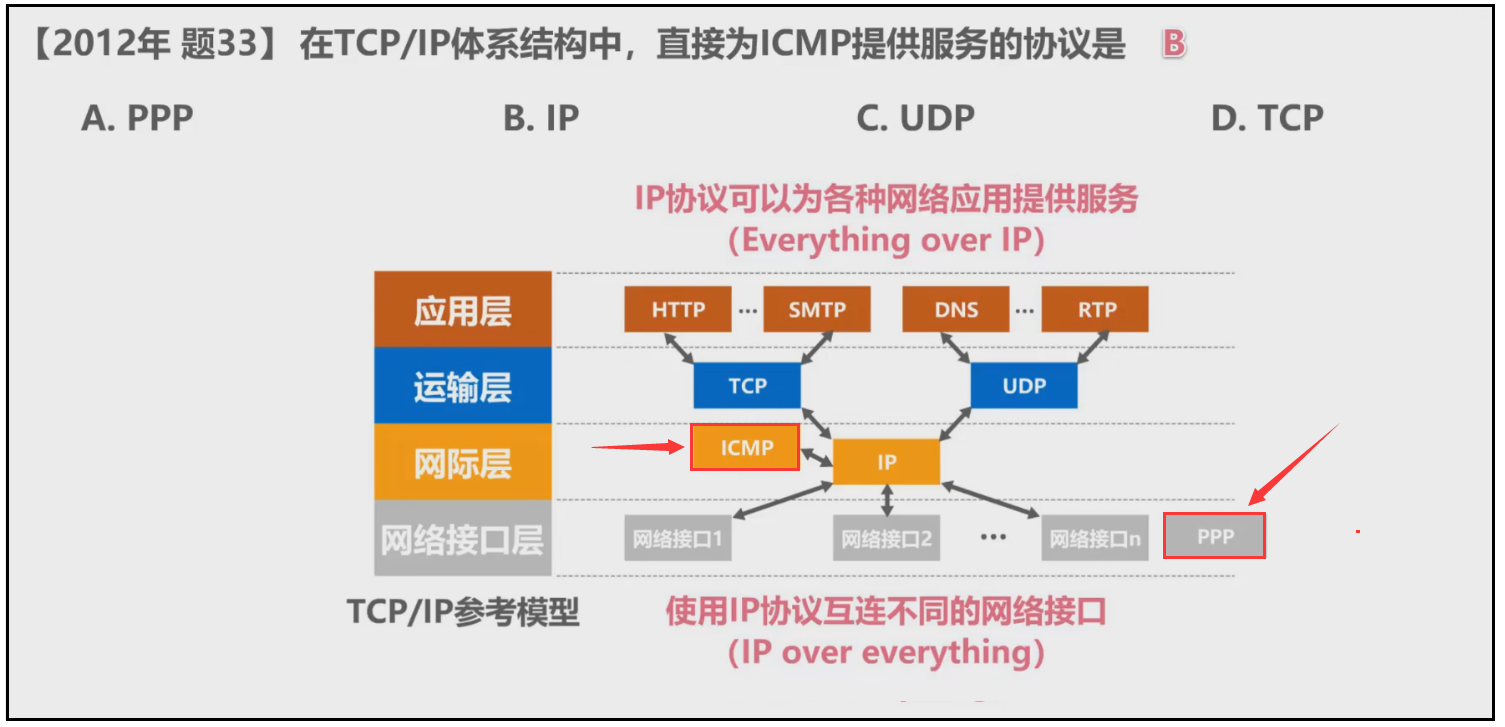 【2012年 题33】 在TCP/IP体系结构中，直接为ICMP提供服务的协议是 B
A. PPP B. IP C. UDP D. TCP
IP协议可以为各种网络应用提供服务
（Everything over IP）
应用层 HTTP … SMTP DNS … RTP
运输层 TCP UDP
网际层 ICMP IP
网络接口层 网络接口1 网络接口2 … 网络接口n PPP
TCP/IP参考模型 使用IP协议互连不同的网络接口
（IP over everything）